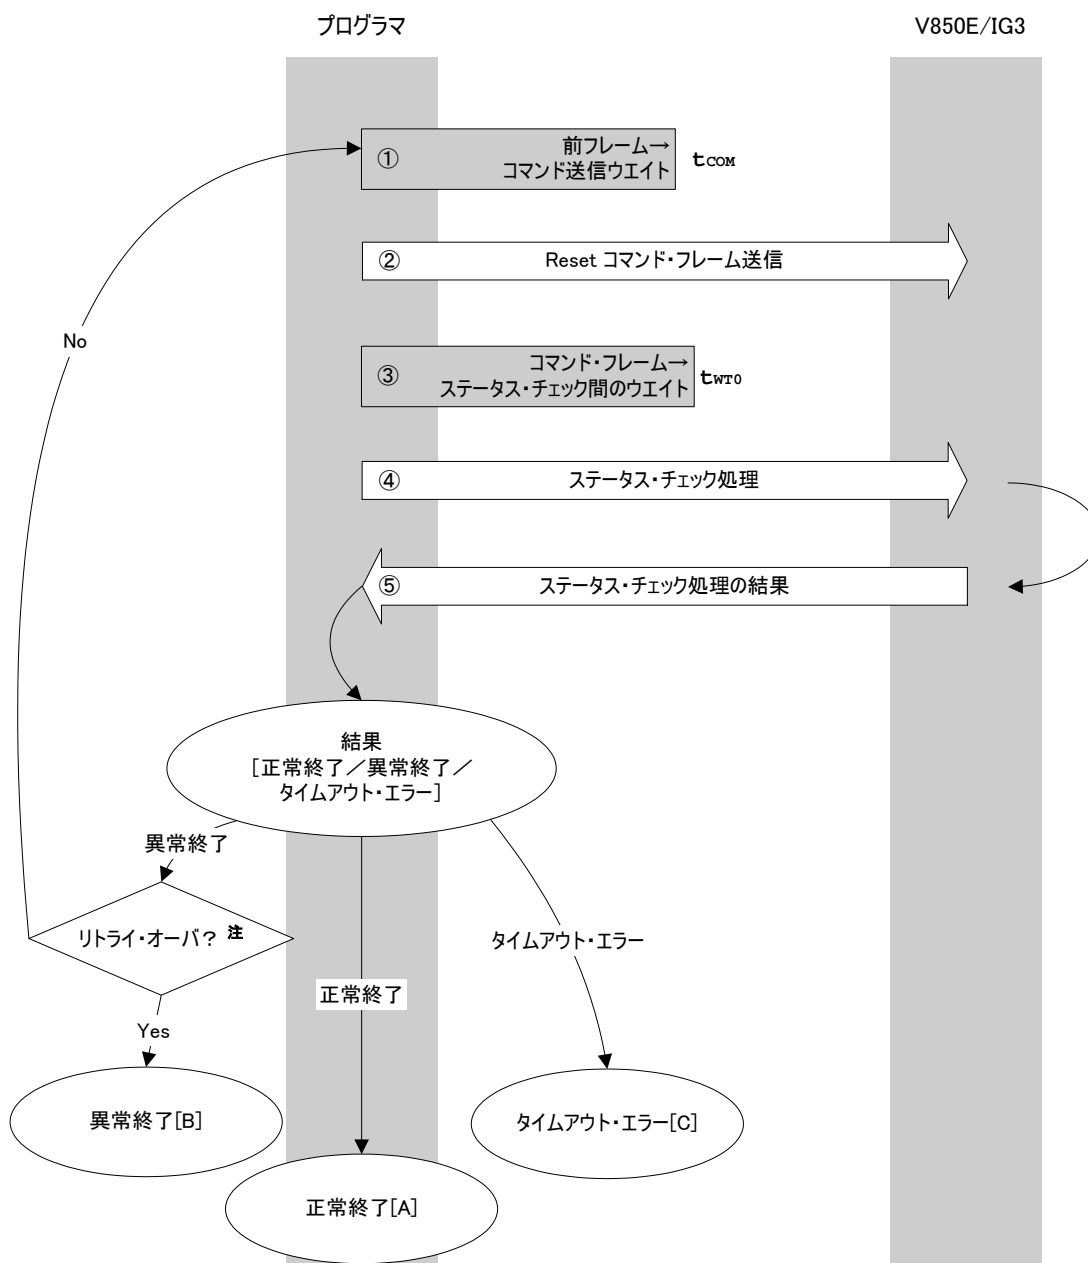 プログラマ
V850E/IG3
① 前フレーム→
コマンド送信ウエイト
tCOM
② Reset コマンド・フレーム送信
No
③ コマンド・フレーム→
ステータス・チェック間のウエイト
tWT0
④ ステータス・チェック処理
⑤ ステータス・チェック処理の結果
結果
[正常終了／異常終了／
タイムアウト・エラー]
異常終了
リトライ・オーバ？ 注
タイムアウト・エラー
正常終了
Yes
異常終了[B]
タイムアウト・エラー[C]
正常終了[A]